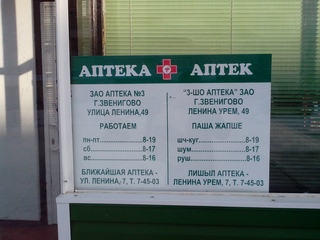 АПТЕКА АПТЕК
ЗАО АПТЕКА №3
Г.ЗВЕНИГОВО
УЛИЦА ЛЕНИНА,49
РАБОТАЕМ
пн-пт..................8-19
сб......................8-17
вс......................8-16
БЛИЖАЙШАЯ АПТЕКА -
УЛ. ЛЕНИНА, 7, Т. 7-45-03
"3-ШО АПТЕКА" ЗАО
Г.ЗВЕНИГОВО
ЛЕНИНА УРЕМ, 49
ПАША ЖАПШЕ
шч-куг................8-19
шум....................8-17
руш....................8-16
ЛИШЫЛ АПТЕКА -
ЛЕНИНА УРЕМ, 7, Т. 7-45-03